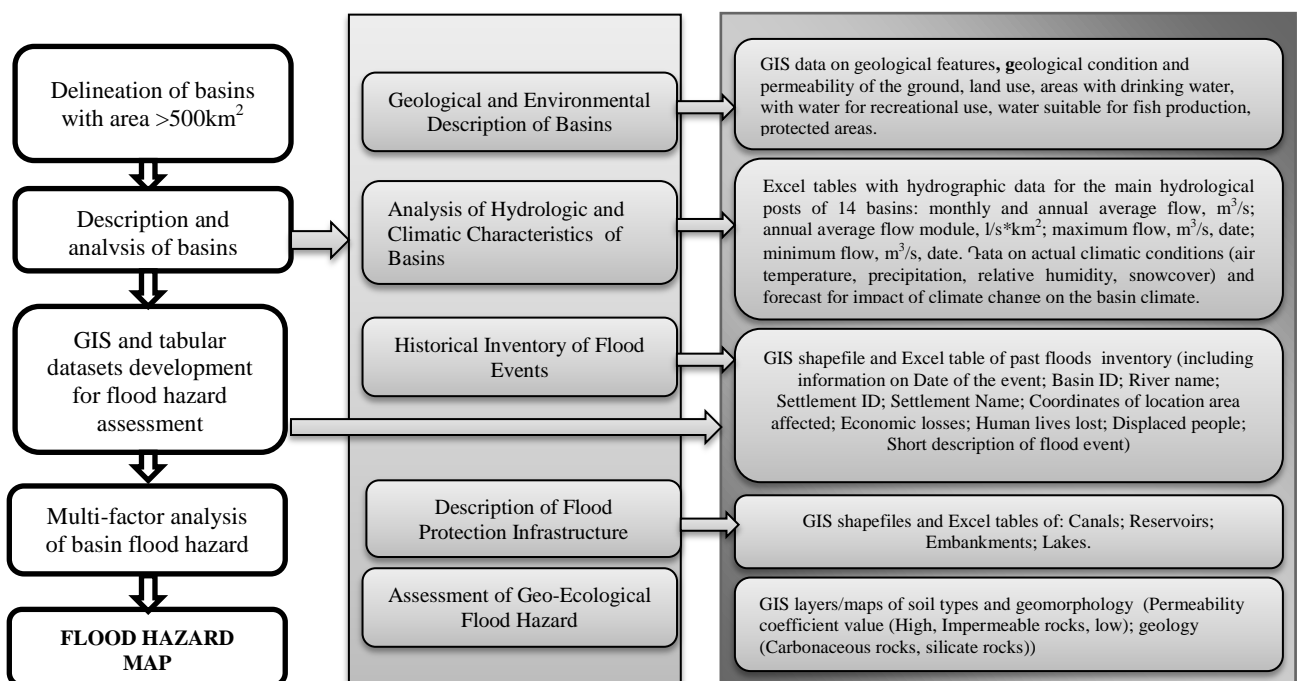 Delineation of basins
with area >500km²
Description and
analysis of basins
GIS and tabular
datasets development
for flood hazard
assessment
Multi-factor analysis
of basin flood hazard
FLOOD HAZARD
MAP
Geological and Environmental
Description of Basins
Analysis of Hydrologic and
Climatic Characteristics of
Basins
Historical Inventory of Flood
Events
Description of Flood
Protection Infrastructure
Assessment of Geo-Ecological
Flood Hazard
GIS data on geological features, geological condition and
permeability of the ground, land use, areas with drinking water,
with water for recreational use, water suitable for fish production,
protected areas.
Excel tables with hydrographic data for the main hydrological
posts of 14 basins: monthly and annual average flow, m³/s;
annual average flow module, l/s*km²; maximum flow, m³/s, date;
minimum flow, m³/s, date. Դata on actual climatic conditions (air
temperature, precipitation, relative humidity, snowcover) and
forecast for impact of climate change on the basin climate.
GIS shapefile and Excel table of past floods inventory (including
information on Date of the event; Basin ID; River name;
Settlement ID; Settlement Name; Coordinates of location area
affected; Economic losses; Human lives lost; Displaced people;
Short description of flood event)
GIS shapefiles and Excel tables of: Canals; Reservoirs;
Embankments; Lakes.
GIS layers/maps of soil types and geomorphology (Permeability
coefficient value (High, Impermeable rocks, low); geology
(Carbonaceous rocks, silicate rocks))